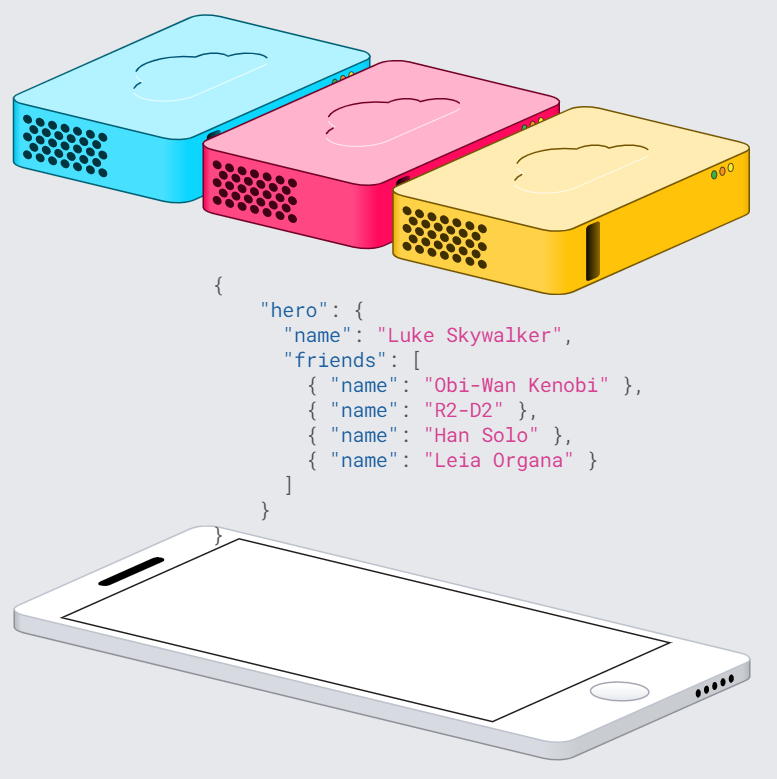 {
"hero": {
"name": "Luke Skywalker",
"friends": [
{ "name": "Obi-Wan Kenobi" },
{ "name": "R2-D2" },
{ "name": "Han Solo" },
{ "name": "Leia Organa" }
]
}
}